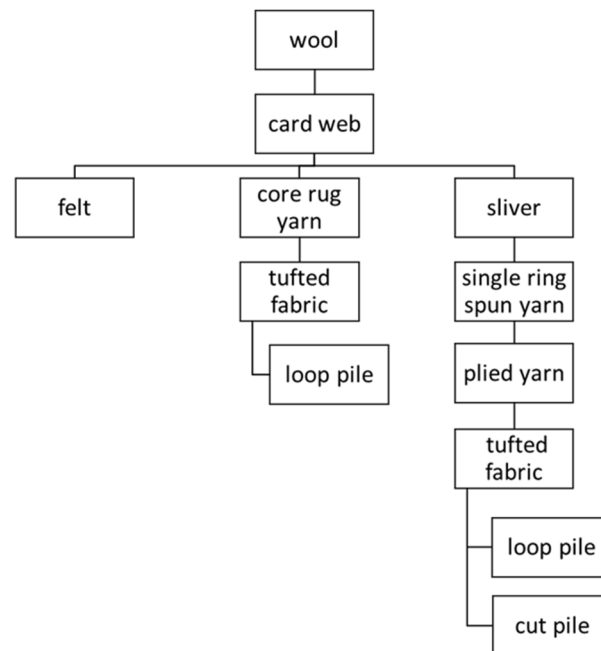 wool
card web
felt
core rug
yarn
sliver
tufted
fabric
single ring
spun yarn
loop pile
plied yarn
tufted
fabric
loop pile
cut pile